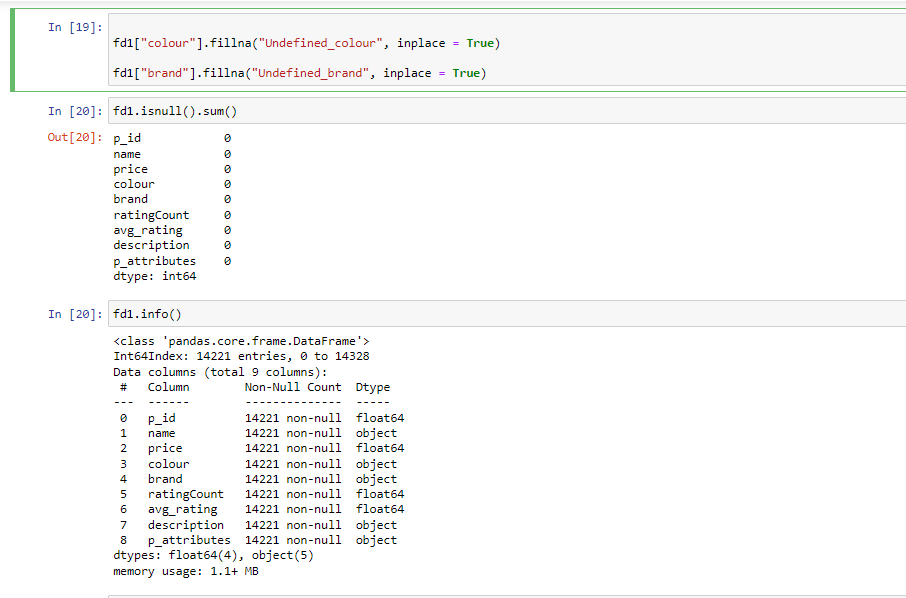 In [19]:
fd1["colour"].fillna("Undefined_colour", inplace = True)
fd1["brand"].fillna("Undefined_brand", inplace = True)
In [20]: fd1.isnull().sum()
Out[20]: p_id 0
name 0
price 0
colour 0
brand 0
ratingCount 0
avg_rating 0
description 0
p_attributes 0
dtype: int64
In [20]: fd1.info()
<class 'pandas.core.frame.DataFrame'>
Int64Index: 14221 entries, 0 to 14328
Data columns (total 9 columns):
# Column Non-Null Count Dtype
--- ------ -------------- -----
0 p_id 14221 non-null float64
1 name 14221 non-null object
2 price 14221 non-null float64
3 colour 14221 non-null object
4 brand 14221 non-null object
5 ratingCount 14221 non-null float64
6 avg_rating 14221 non-null float64
7 description 14221 non-null object
8 p_attributes 14221 non-null object
dtypes: float64(4), object(5)
memory usage: 1.1+ MB